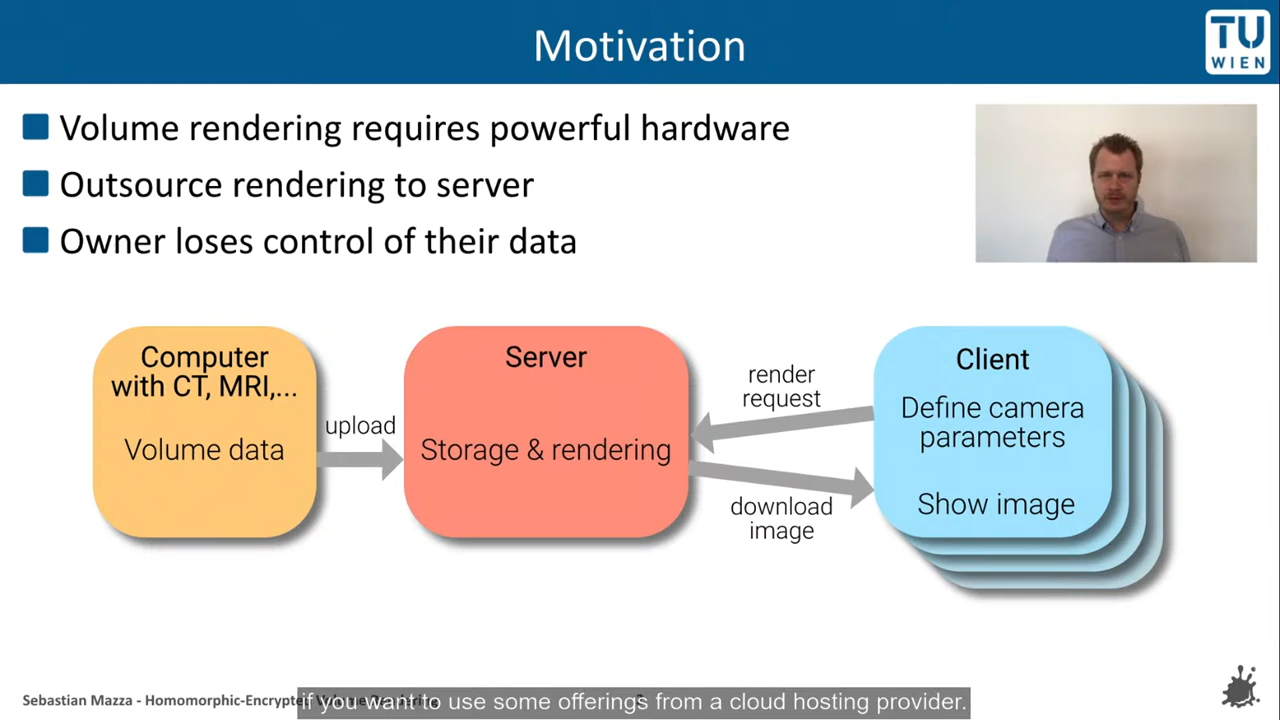 Motivation
TU
WIEN
Volume rendering requires powerful hardware
Outsource rendering to server
Owner loses control of their data
Computer
with CT, MRI,...
Volume data
upload
Server
Storage & rendering
render
request
download
image
Client
Define camera
parameters
Show image
Sebastian Mazza - Homomorphic-Encrypte
if you want to use some offerings from a cloud hosting provider.